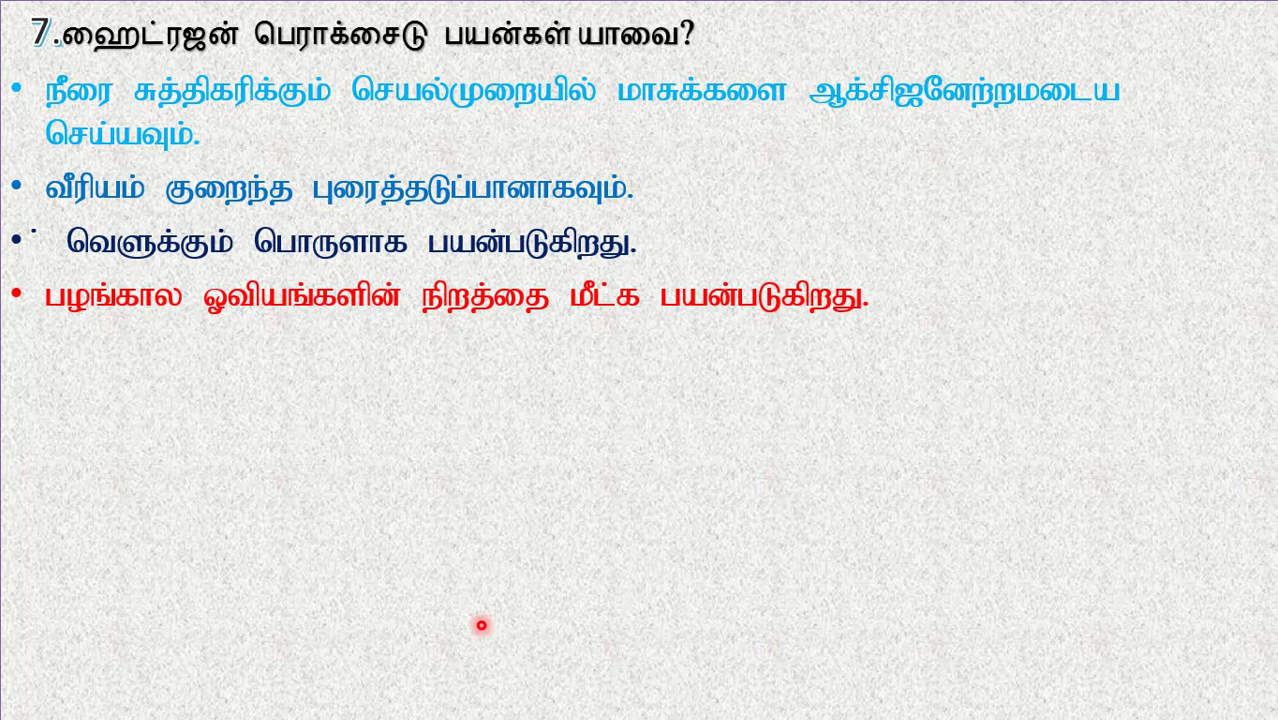 7.ஹைட்ரஜன் பெராக்சைடு பயன்கள் யாவை?
• நீரை சுத்திகரிக்கும் செயல்முறையில் மாசுக்களை ஆக்சிஜனேற்றமடைய
செய்யவும்.
• வீரியம் குறைந்த புரைத்தடுப்பானாகவும்.
• வெளுக்கும் பொருளாக பயன்படுகிறது.
• பழங்கால ஓவியங்களின் நிறத்தை மீட்க பயன்படுகிறது.